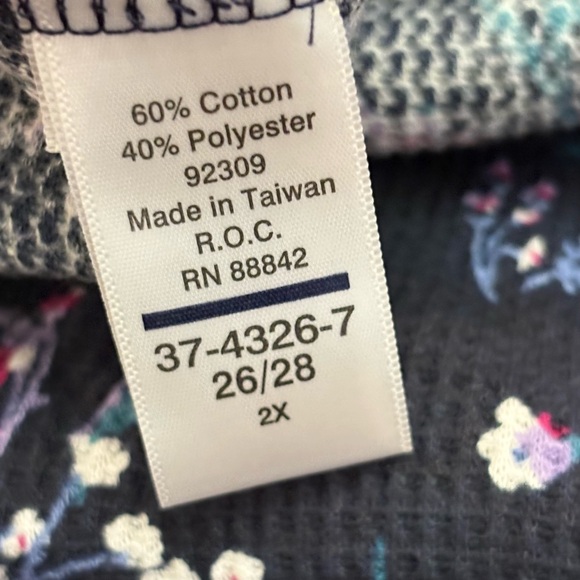 60% Cotton
40% Polyester
92309
Made in Taiwan
R.O.C.
RN 88842
37-4326-7
26/28
2X